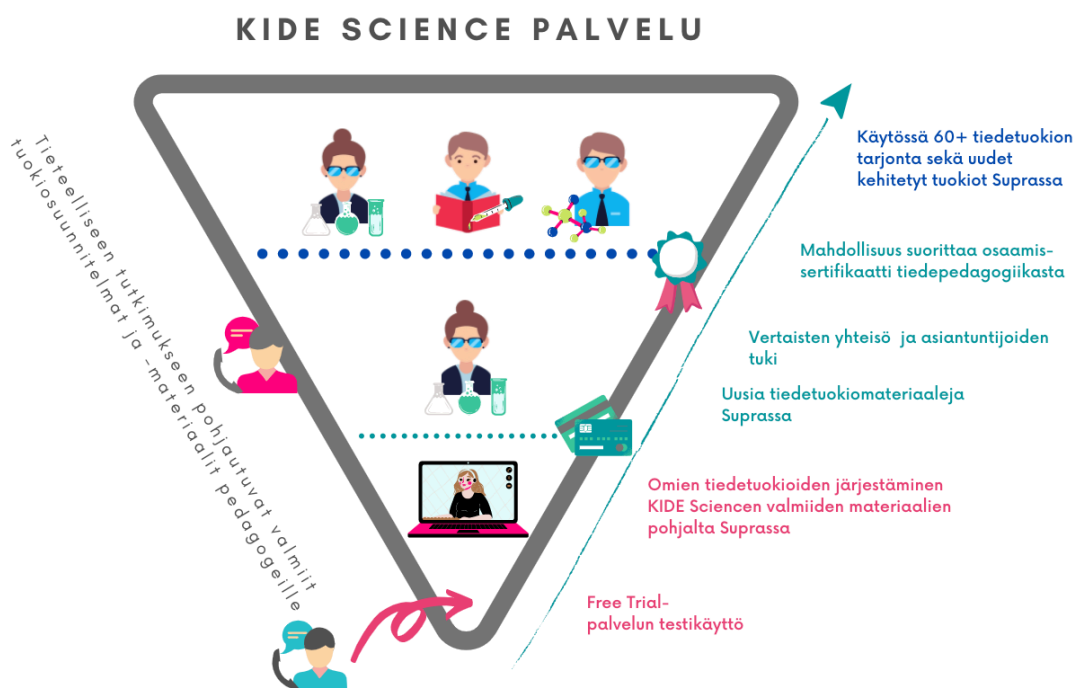 KIDE SCIENCE PALVELU
Tieteelliseen tutkimukseen pohjautuvat valmiit
tuokiosuunnitelmat ja -materiaalit pedagogeille
Käytössä 60+ tiedetuokion
tarjonta sekä uudet
kehitetyt tuokiot Suprassa
Mahdollisuus suorittaa osaamis-
sertifikaatti tiedepedagogiikasta
Vertaisten yhteisö ja asiantuntijoiden
tuki
Uusia tiedetuokiomateriaaleja
Suprassa
Omien tiedetuokioiden järjestäminen
KIDE Sciencen valmiiden materiaalien
pohjalta Suprassa
Free Trial-
palvelun testikäyttö